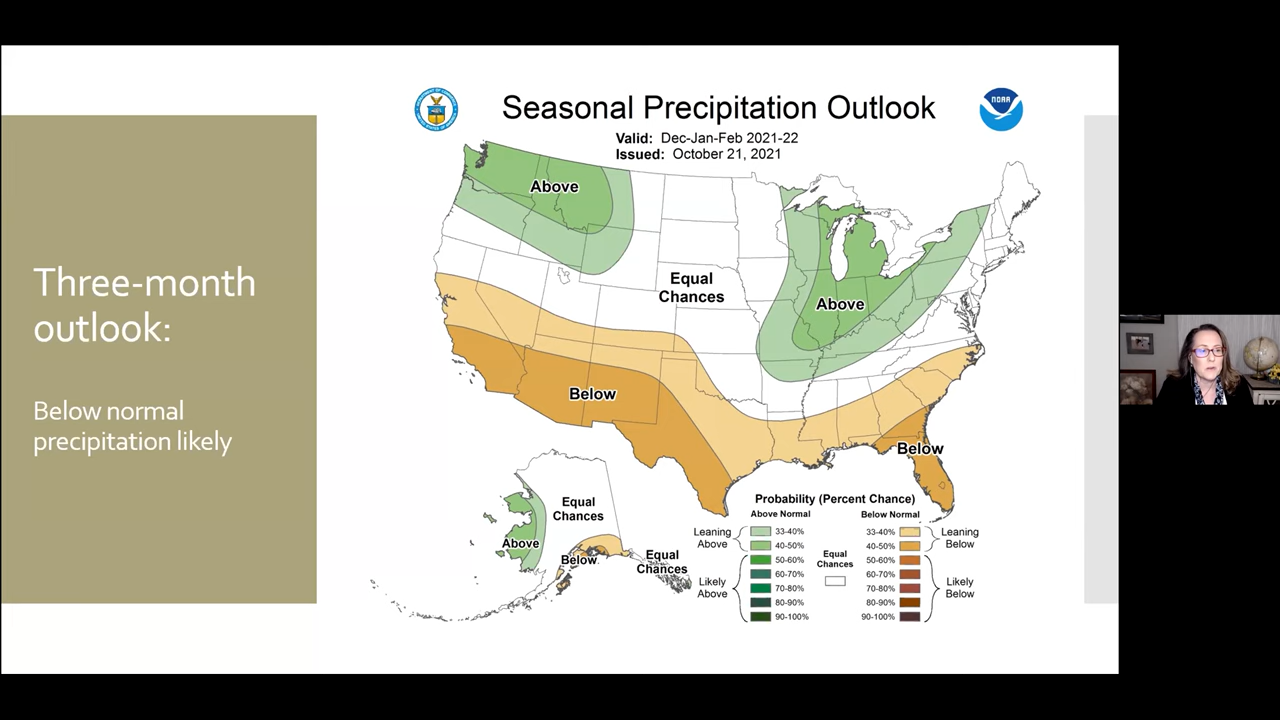 Three-month
outlook:
Below normal
precipitation likely
Seasonal Precipitation Outlook
Valid: Dec-Jan-Feb 2021-22
Issued: October 21, 2021
NOAA
Above
Equal
Chances
Above
Below
Below
Equal
Chances
Above
Below
Equal
Chances
Probability (Percent Chance)
Above Normal
Below Normal
Leaning
Above
33-40%
40-50%
Likely
Above
50-60%
60-70%
70-80%
80-90%
90-100%
Equal
Chances
33-40%
40-50%
Leaning
Below
50-60%
60-70%
70-80%
80-90%
90-100%
Likely
Below